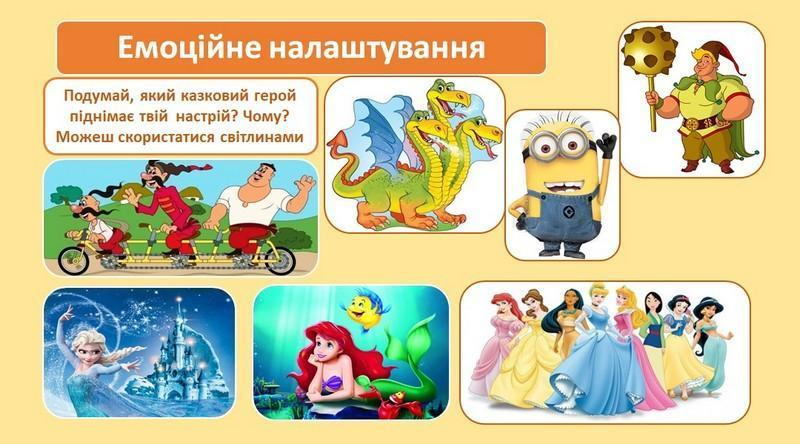 Емоційне налаштування
Подумай, який казковий герой
піднімає твій настрій? Чому?
Можеш скористатися світлинами